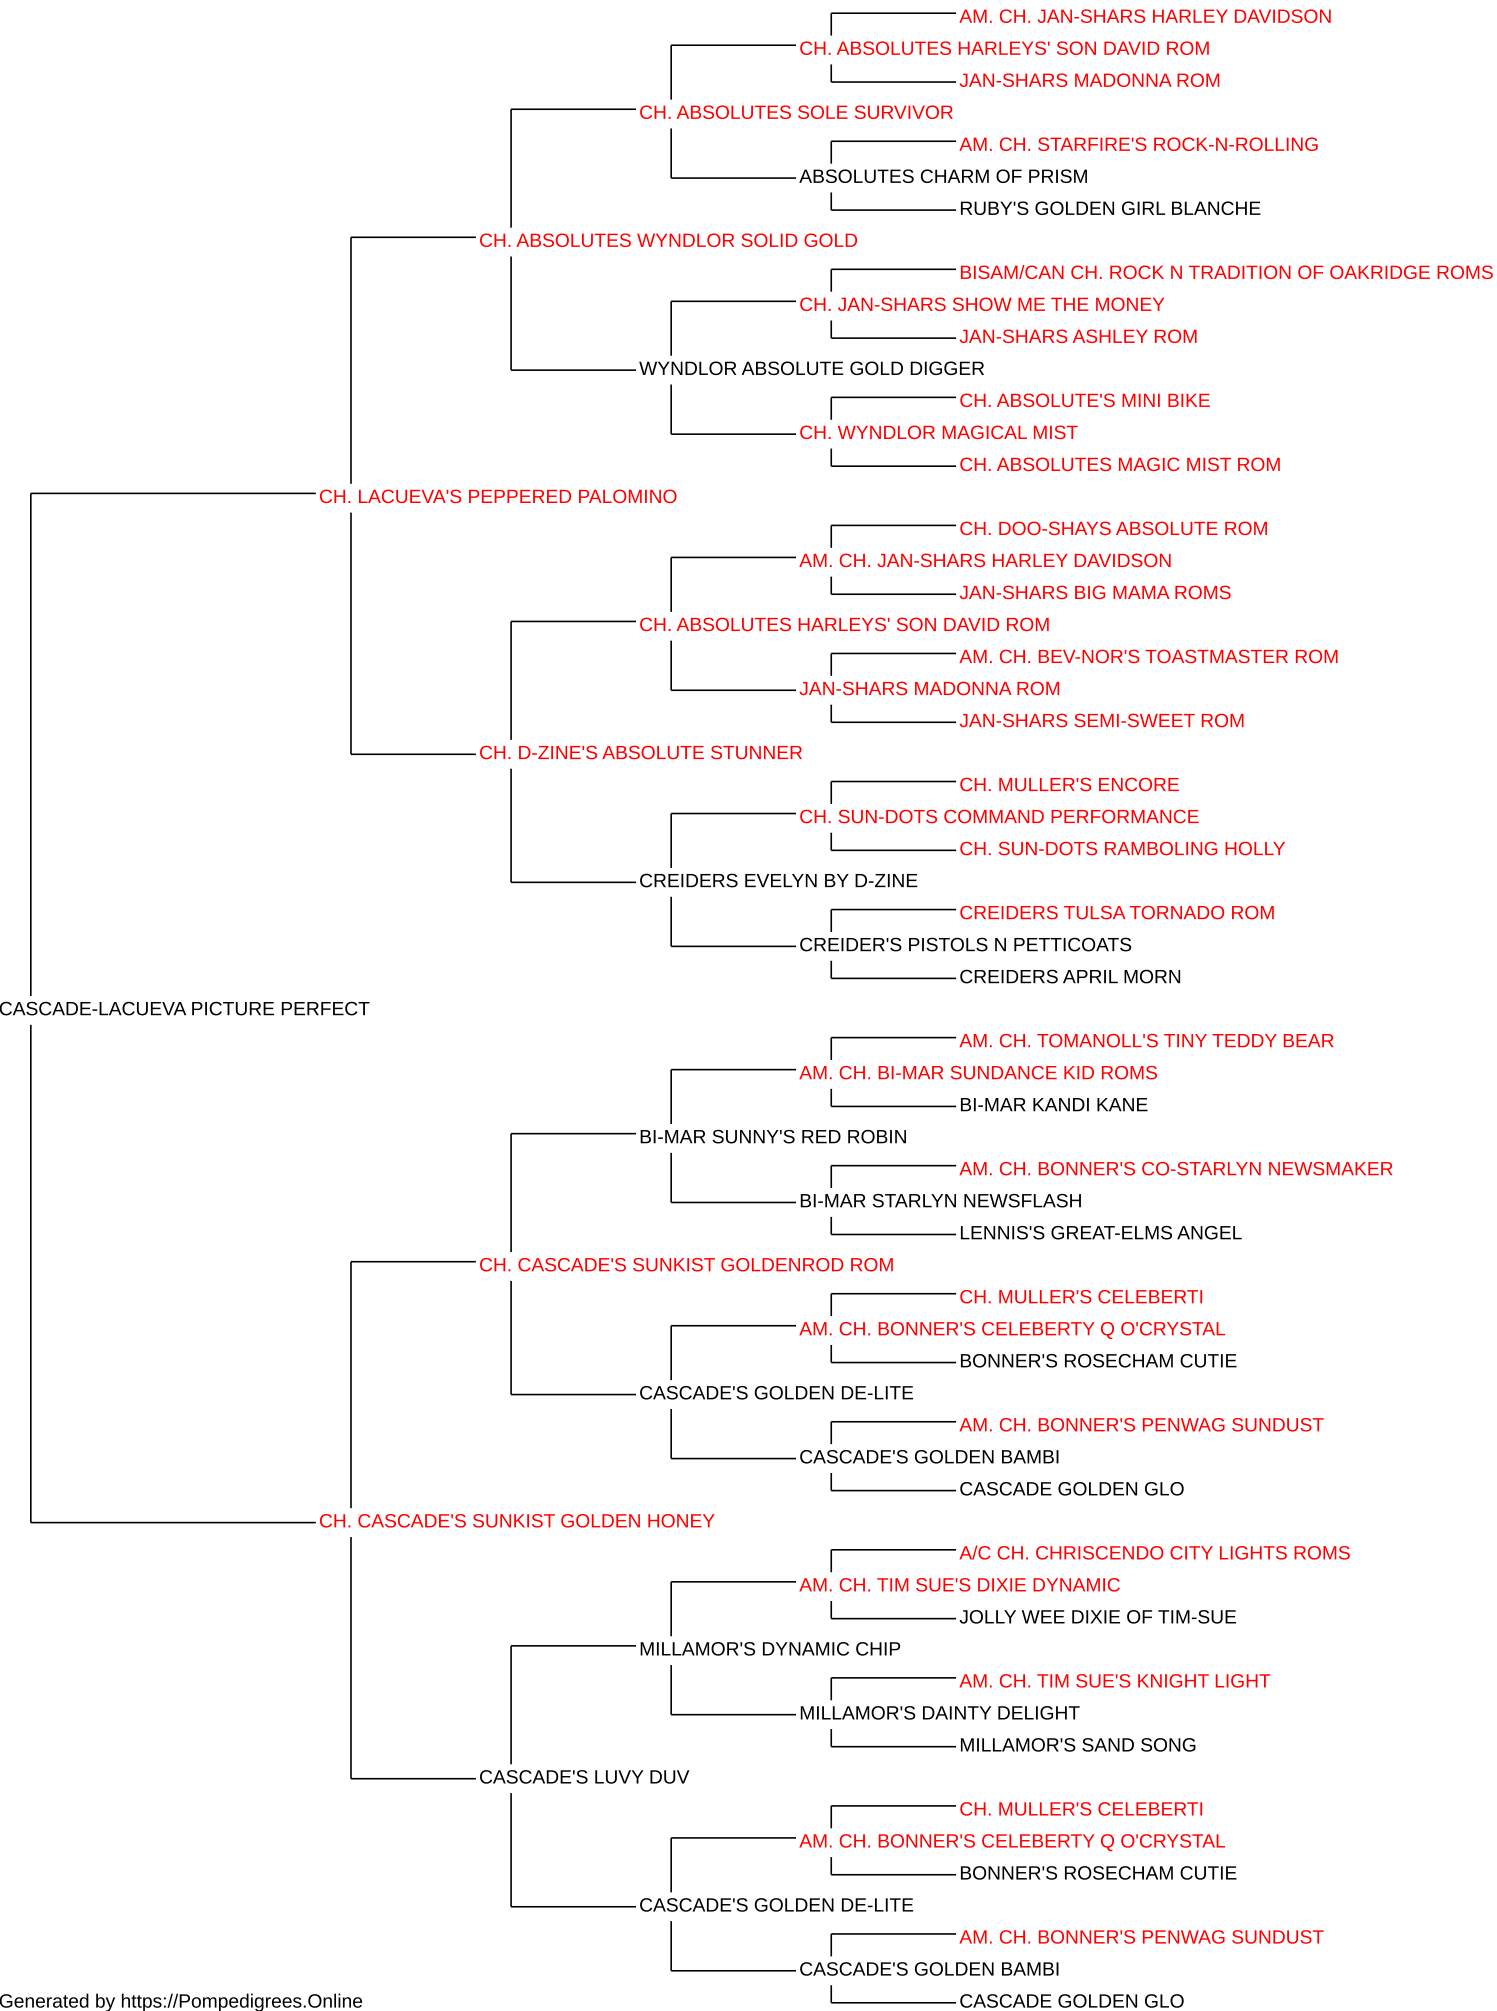 AM. CH. JAN-SHARS HARLEY DAVIDSON
CH. ABSOLUTES HARLEYS' SON DAVID ROM
JAN-SHARS MADONNA ROM
CH. ABSOLUTES SOLE SURVIVOR
AM. CH. STARFIRE'S ROCK-N-ROLLING
ABSOLUTES CHARM OF PRISM
RUBY'S GOLDEN GIRL BLANCHE
CH. ABSOLUTES WYNDLOR SOLID GOLD
BISAM/CAN CH. ROCK N TRADITION OF OAKRIDGE ROMS
CH. JAN-SHARS SHOW ME THE MONEY
JAN-SHARS ASHLEY ROM
WYNDLOR ABSOLUTE GOLD DIGGER
CH. ABSOLUTE'S MINI BIKE
CH. WYNDLOR MAGICAL MIST
CH. ABSOLUTES MAGIC MIST ROM
CH. LACUEVA'S PEPPERED PALOMINO
CH. DOO-SHAYS ABSOLUTE ROM
AM. CH. JAN-SHARS HARLEY DAVIDSON
JAN-SHARS BIG MAMA ROMS
CH. ABSOLUTES HARLEYS' SON DAVID ROM
AM. CH. BEV-NOR'S TOASTMASTER ROM
JAN-SHARS MADONNA ROM
JAN-SHARS SEMI-SWEET ROM
CH. D-ZINE'S ABSOLUTE STUNNER
CH. MULLER'S ENCORE
CH. SUN-DOTS COMMAND PERFORMANCE
CH. SUN-DOTS RAMBOLING HOLLY
CREIDERS EVELYN BY D-ZINE
CREIDERS TULSA TORNADO ROM
CREIDER'S PISTOLS N PETTICOATS
CREIDERS APRIL MORN
CASCADE-LACUEVA PICTURE PERFECT
AM. CH. TOMANOLL'S TINY TEDDY BEAR
AM. CH. BI-MAR SUNDANCE KID ROMS
BI-MAR KANDI KANE
BI-MAR SUNNY'S RED ROBIN
AM. CH. BONNER'S CO-STARLYN NEWSMAKER
BI-MAR STARLYN NEWSFLASH
LENNIS'S GREAT-ELMS ANGEL
CH. CASCADE'S SUNKIST GOLDENROD ROM
CH. MULLER'S CELEBERTI
AM. CH. BONNER'S CELEBERTY Q O'CRYSTAL
BONNER'S ROSECHAM CUTIE
CASCADE'S GOLDEN DE-LITE
AM. CH. BONNER'S PENWAG SUNDUST
CASCADE'S GOLDEN BAMBI
CASCADE GOLDEN GLO
CH. CASCADE'S SUNKIST GOLDEN HONEY
A/C CH. CHRISCENDO CITY LIGHTS ROMS
AM. CH. TIM SUE'S DIXIE DYNAMIC
JOLLY WEE DIXIE OF TIM-SUE
MILLAMOR'S DYNAMIC CHIP
AM. CH. TIM SUE'S KNIGHT LIGHT
MILLAMOR'S DAINTY DELIGHT
MILLAMOR'S SAND SONG
CASCADE'S LUVY DUV
CH. MULLER'S CELEBERTI
AM. CH. BONNER'S CELEBERTY Q O'CRYSTAL
BONNER'S ROSECHAM CUTIE
CASCADE'S GOLDEN DE-LITE
AM. CH. BONNER'S PENWAG SUNDUST
CASCADE'S GOLDEN BAMBI
CASCADE GOLDEN GLO
Generated by https://Pompedigrees.Online